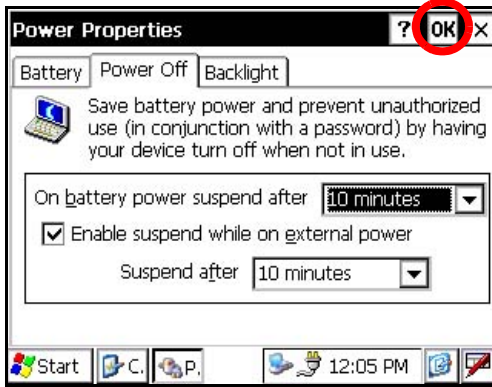 Power Properties ? OK ×
Battery Power Off Backlight
Save battery power and prevent unauthorized
use (in conjunction with a password) by having
your device turn off when not in use.
On battery power suspend after 10 minutes
Enable suspend while on external power
Suspend after 10 minutes
Start C. P. 12:05 PM